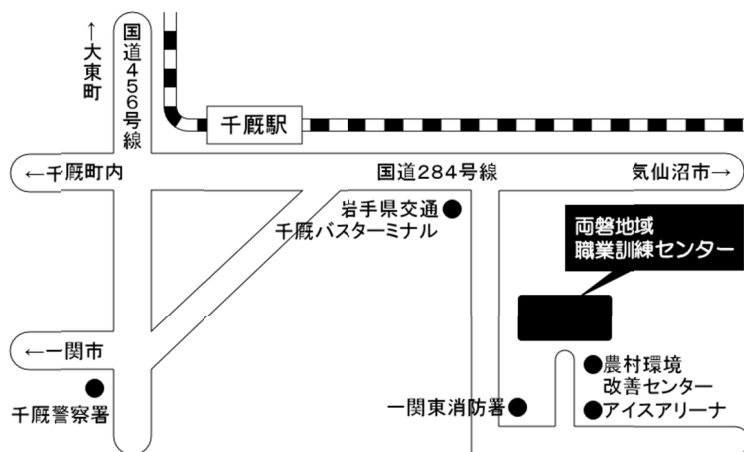 ↑大東町
国道456号線
千厩駅
←千厩町内
国道284号線
気仙沼市→
岩手県交通
千厩バスターミナル
両磐地域
職業訓練センター
←一関市
千厩警察署
農村環境
改善センター
一関東消防署
アイスアリーナ